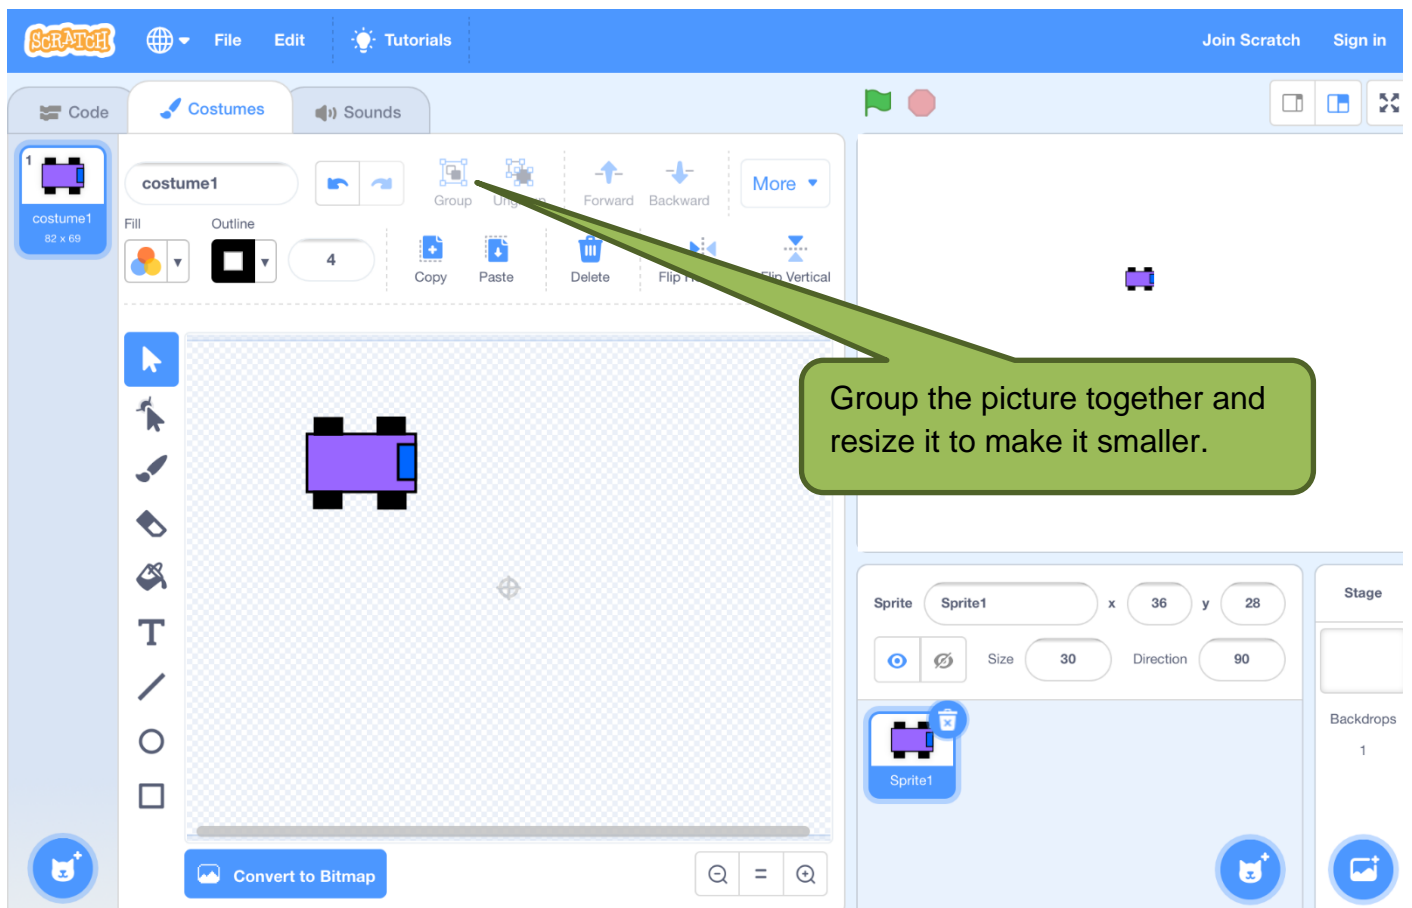 SCRATCH File Edit Tutorials Join Scratch Sign in
Code Costumes Sounds
1
costume1
82 x 69
costume1
Group Forward Backward
More
Fill Outline
4
Copy Paste Delete Flip Flip Vertical
Group the picture together and
resize it to make it smaller.
T
Convert to Bitmap
=
Sprite Sprite1 x 36 y 28
Size 30 Direction 90
Sprite1
Stage
Backdrops
1